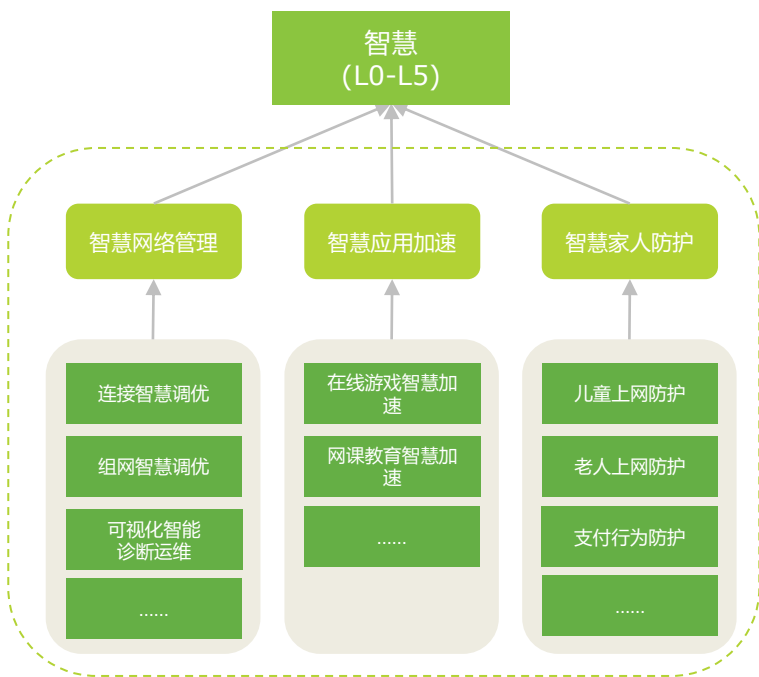 智慧
(L0-L5)
智慧网络管理
智慧应用加速
智慧家人防护
连接智慧调优
组网智慧调优
可视化智能
诊断运维
......
在线游戏智慧加
速
网课教育智慧加
速
......
儿童上网防护
老人上网防护
支付行为防护
......